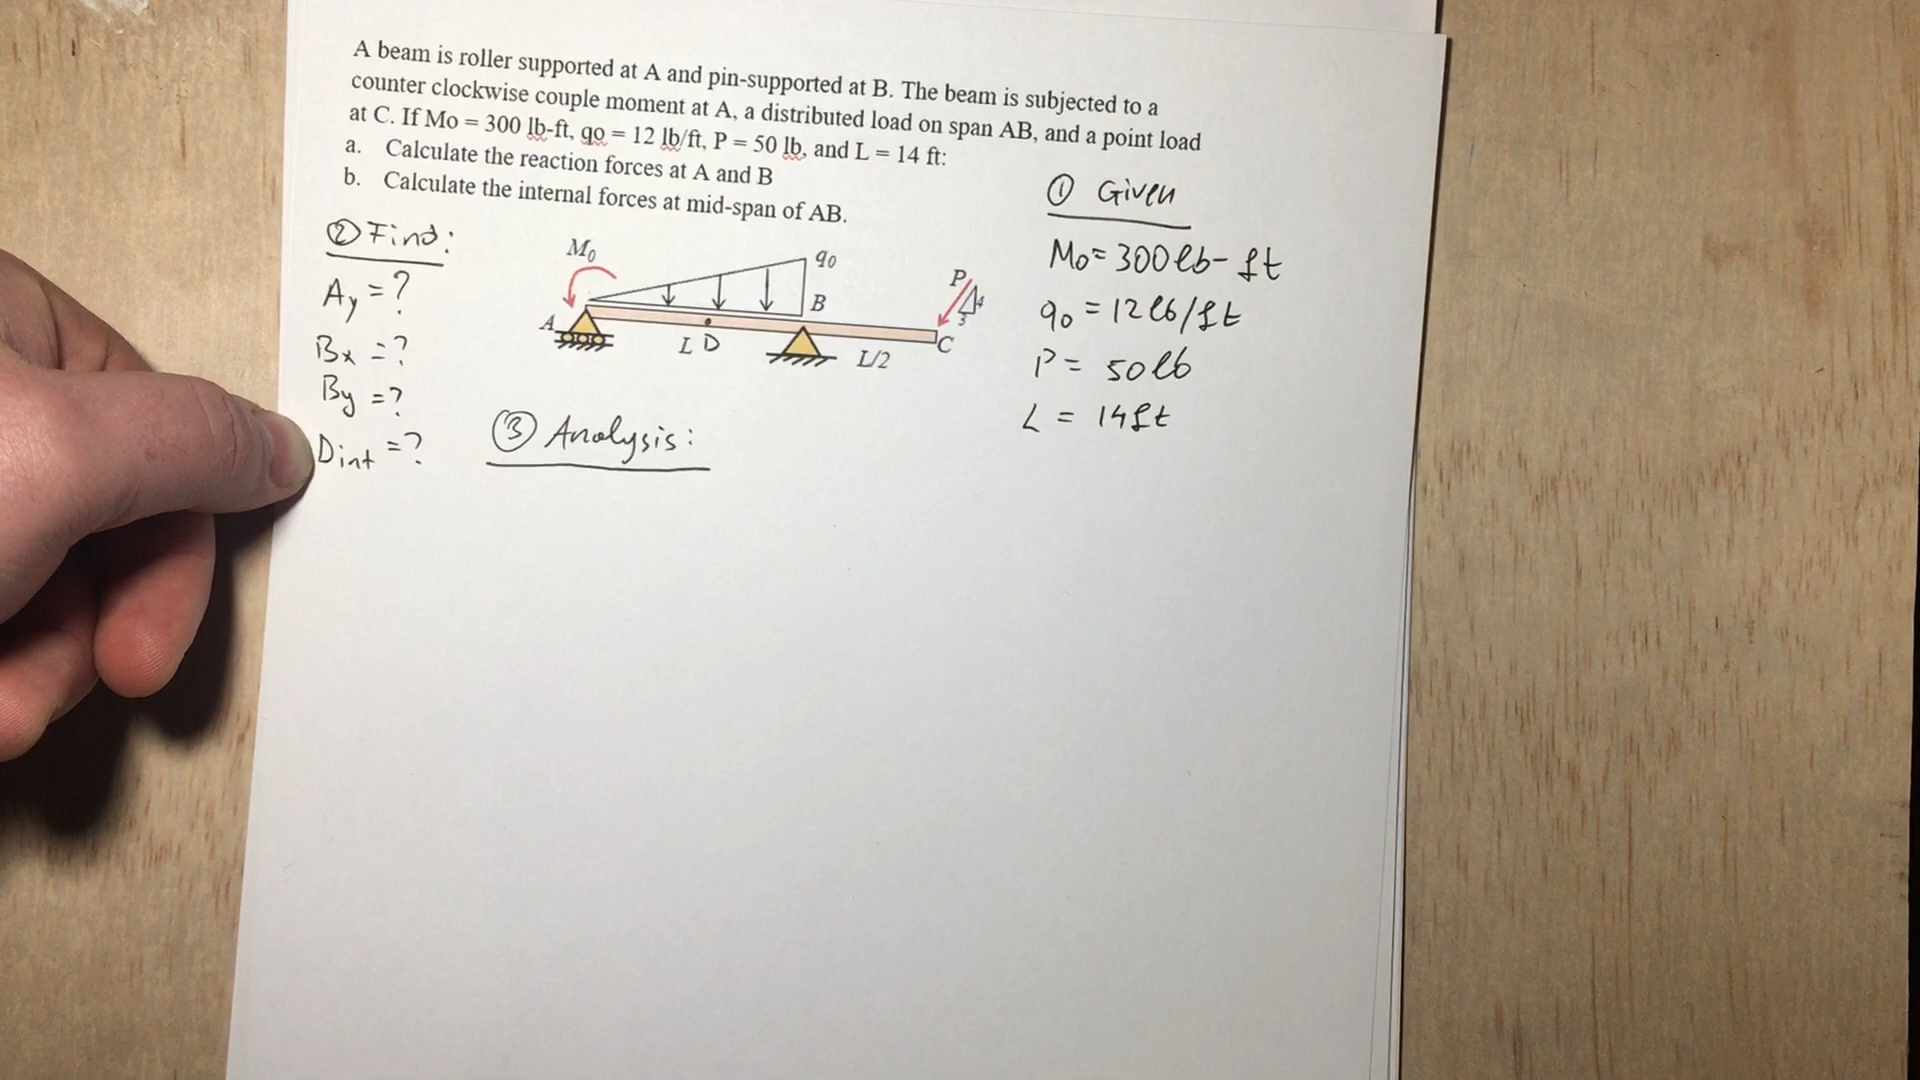 A beam is roller supported at A and pin-supported at B. The beam is subjected to a
counter clockwise couple moment at A, a distributed load on span AB, and a point load
at C. If Mo = 300 lb-ft, qo = 12 lb/ft, P = 50 lb, and L = 14 ft:
a. Calculate the reaction forces at A and B
b. Calculate the internal forces at mid-span of AB.
① Given
Mo = 300 lb-ft
qo = 12 lb/ft
P = 50 lb
L = 14 ft
② Find:
Ay = ?
Bx = ?
By = ?
Dint = ?
M0
q0
B
P
4
3
A
L D
L/2
C
③ Analysis: